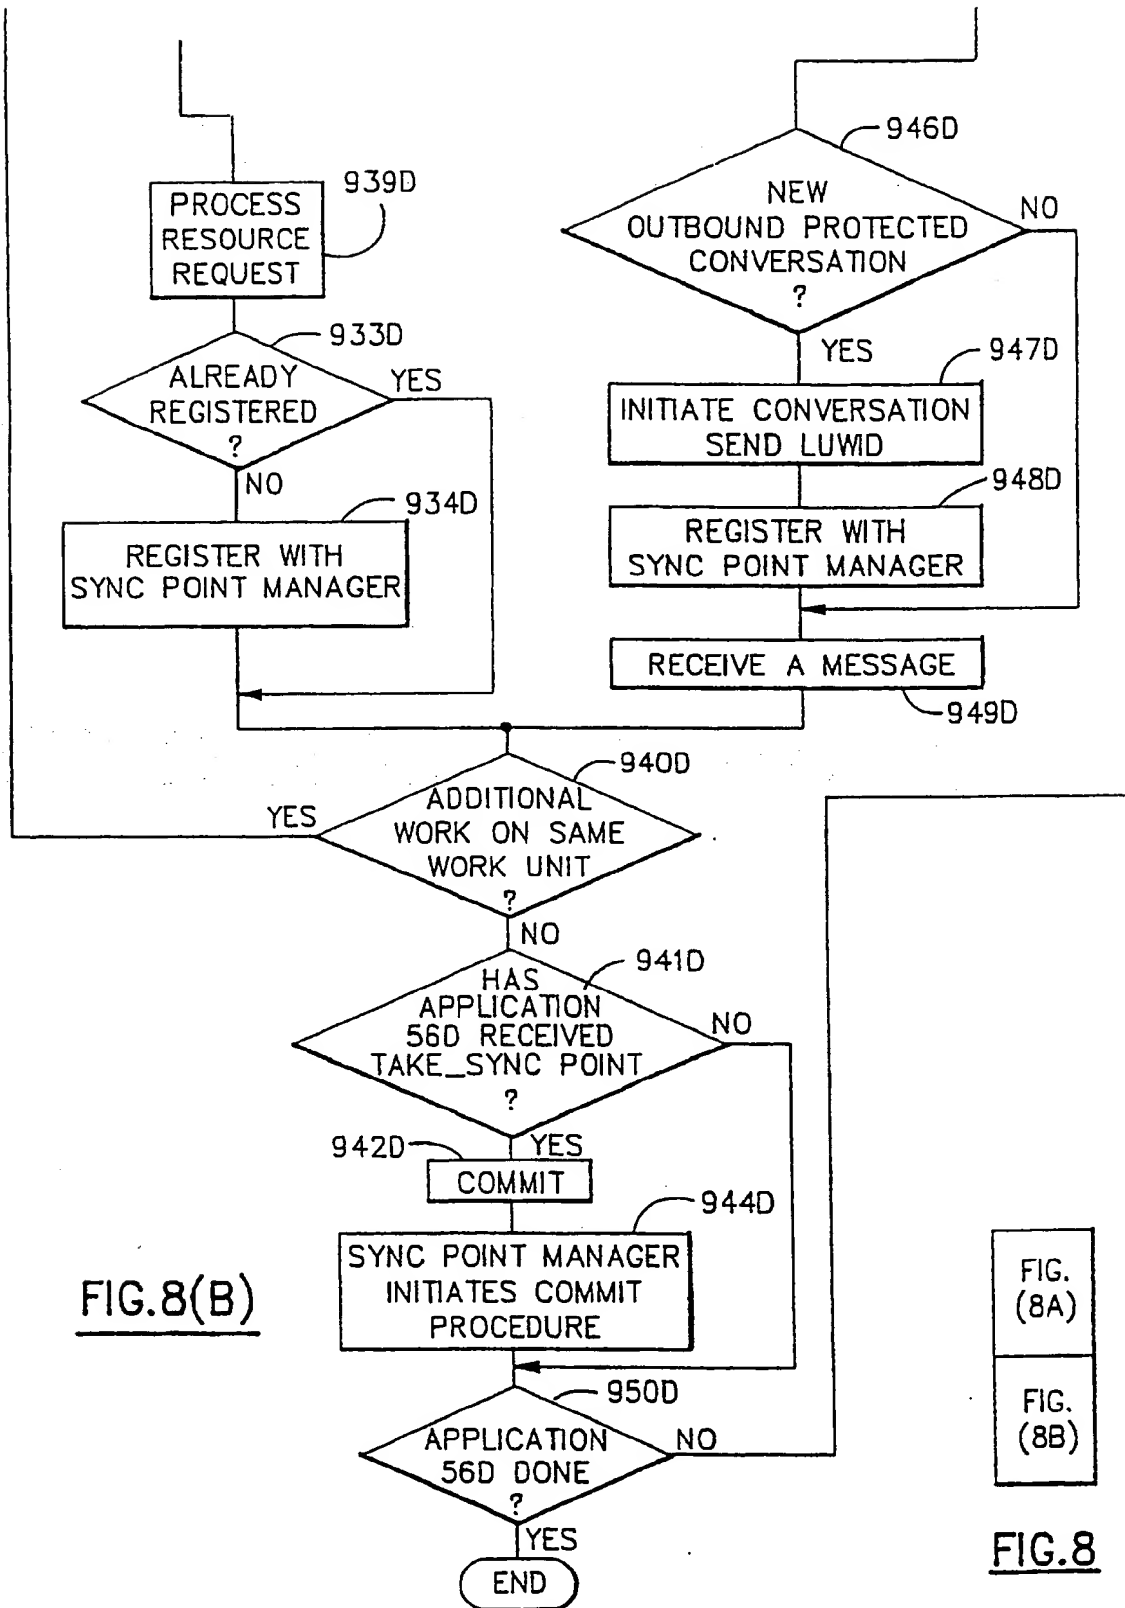 939D
PROCESS
RESOURCE
REQUEST
933D
ALREADY
REGISTERED
?
YES
NO
934D
REGISTER WITH
SYNC POINT MANAGER
946D
NEW
OUTBOUND PROTECTED
CONVERSATION
?
NO
YES
947D
INITIATE CONVERSATION
SEND LUWID
948D
REGISTER WITH
SYNC POINT MANAGER
RECEIVE A MESSAGE
949D
940D
ADDITIONAL
WORK ON SAME
WORK UNIT
?
YES
NO
941D
HAS
APPLICATION
56D RECEIVED
TAKE_SYNC POINT
?
NO
YES
942D
COMMIT
944D
SYNC POINT MANAGER
INITIATES COMMIT
PROCEDURE
950D
APPLICATION
56D DONE
?
NO
YES
END
FIG.8(B)
FIG.
(8A)
FIG.
(8B)
FIG.8